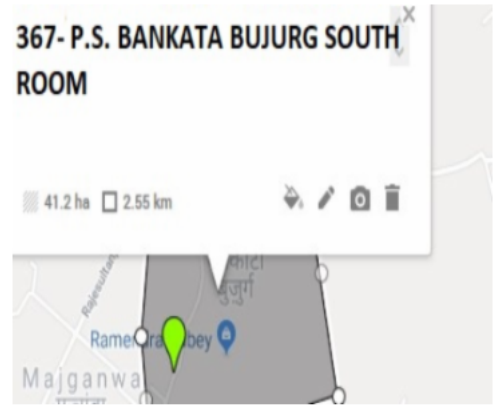 367- P.S. BANKATA BUJURG SOUTH
ROOM
41.2 ha 2.55 km
बुजुर्ग
Majganwa